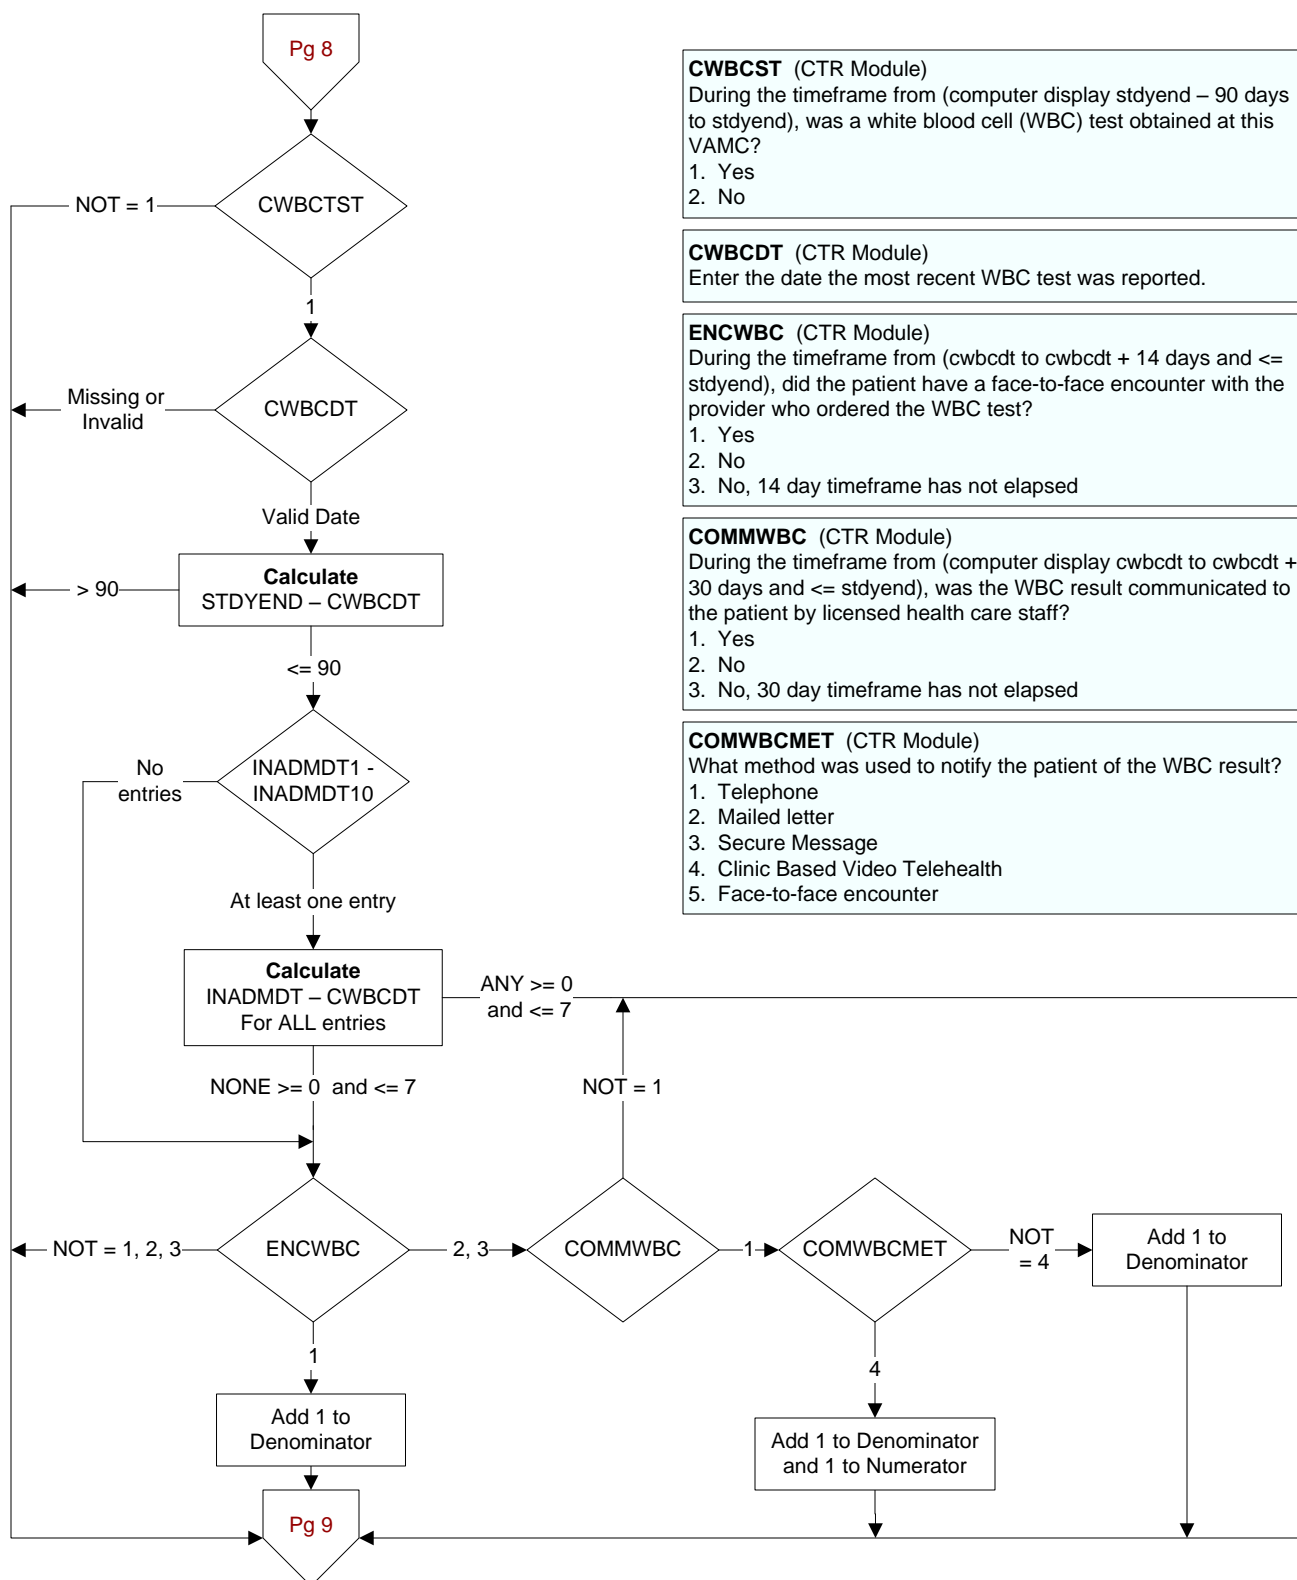 Pg 8
CWBCTST
NOT = 1
1
CWBCDT
Missing or
Invalid
Valid Date
Calculate
STDYEND – CWBCDT
> 90
<= 90
INADMDT1 -
INADMDT10
No
entries
At least one entry
Calculate
INADMDT – CWBCDT
For ALL entries
ANY >= 0
and <= 7
NONE >= 0 and <= 7
NOT = 1
ENCWBC
NOT = 1, 2, 3
2, 3
COMMWBC
1
COMWBCMET
NOT
= 4
Add 1 to
Denominator
1
4
Add 1 to
Denominator
Add 1 to Denominator
and 1 to Numerator
Pg 9
CWBCST (CTR Module)
During the timeframe from (computer display stdyend – 90 days
to stdyend), was a white blood cell (WBC) test obtained at this
VAMC?
1. Yes
2. No
CWBCDT (CTR Module)
Enter the date the most recent WBC test was reported.
ENCWBC (CTR Module)
During the timeframe from (cwbcdt to cwbcdt + 14 days and <=
stdyend), did the patient have a face-to-face encounter with the
provider who ordered the WBC test?
1. Yes
2. No
3. No, 14 day timeframe has not elapsed
COMMWBC (CTR Module)
During the timeframe from (computer display cwbcdt to cwbcdt +
30 days and <= stdyend), was the WBC result communicated to
the patient by licensed health care staff?
1. Yes
2. No
3. No, 30 day timeframe has not elapsed
COMWBCMET (CTR Module)
What method was used to notify the patient of the WBC result?
1. Telephone
2. Mailed letter
3. Secure Message
4. Clinic Based Video Telehealth
5. Face-to-face encounter